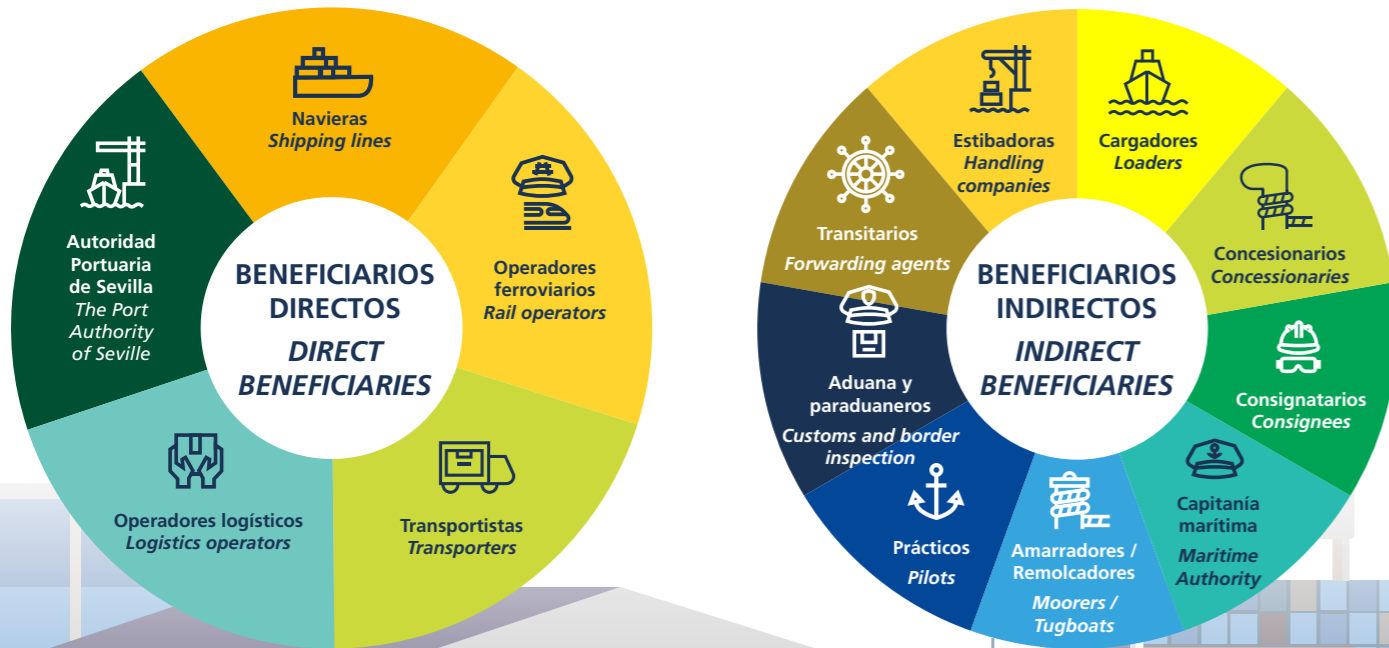 BENEFICIARIOS
DIRECTOS
DIRECT
BENEFICIARIES
Navieras
Shipping lines
Operadores
ferroviarios
Rail operators
Transportistas
Transporters
Operadores logísticos
Logistics operators
Autoridad
Portuaria
de Sevilla
The Port
Authority
of Seville
BENEFICIARIOS
INDIRECTOS
INDIRECT
BENEFICIARIES
Cargadores
Loaders
Concesionarios
Concessionaries
Consignatarios
Consignees
Capitanía
marítima
Maritime
Authority
Amarradores /
Remolcadores
Moorers /
Tugboats
Prácticos
Pilots
Aduana y
paraduaneros
Customs and border
inspection
Transitarios
Forwarding agents
Estibadoras
Handling
companies